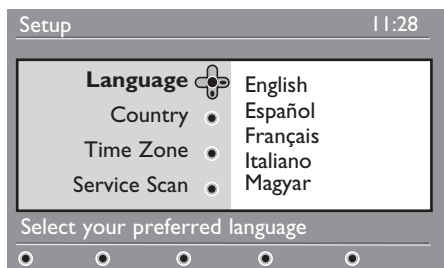 Setup 11:28
Language
Country
Time Zone
Service Scan
English
Español
Français
Italiano
Magyar
Select your preferred language